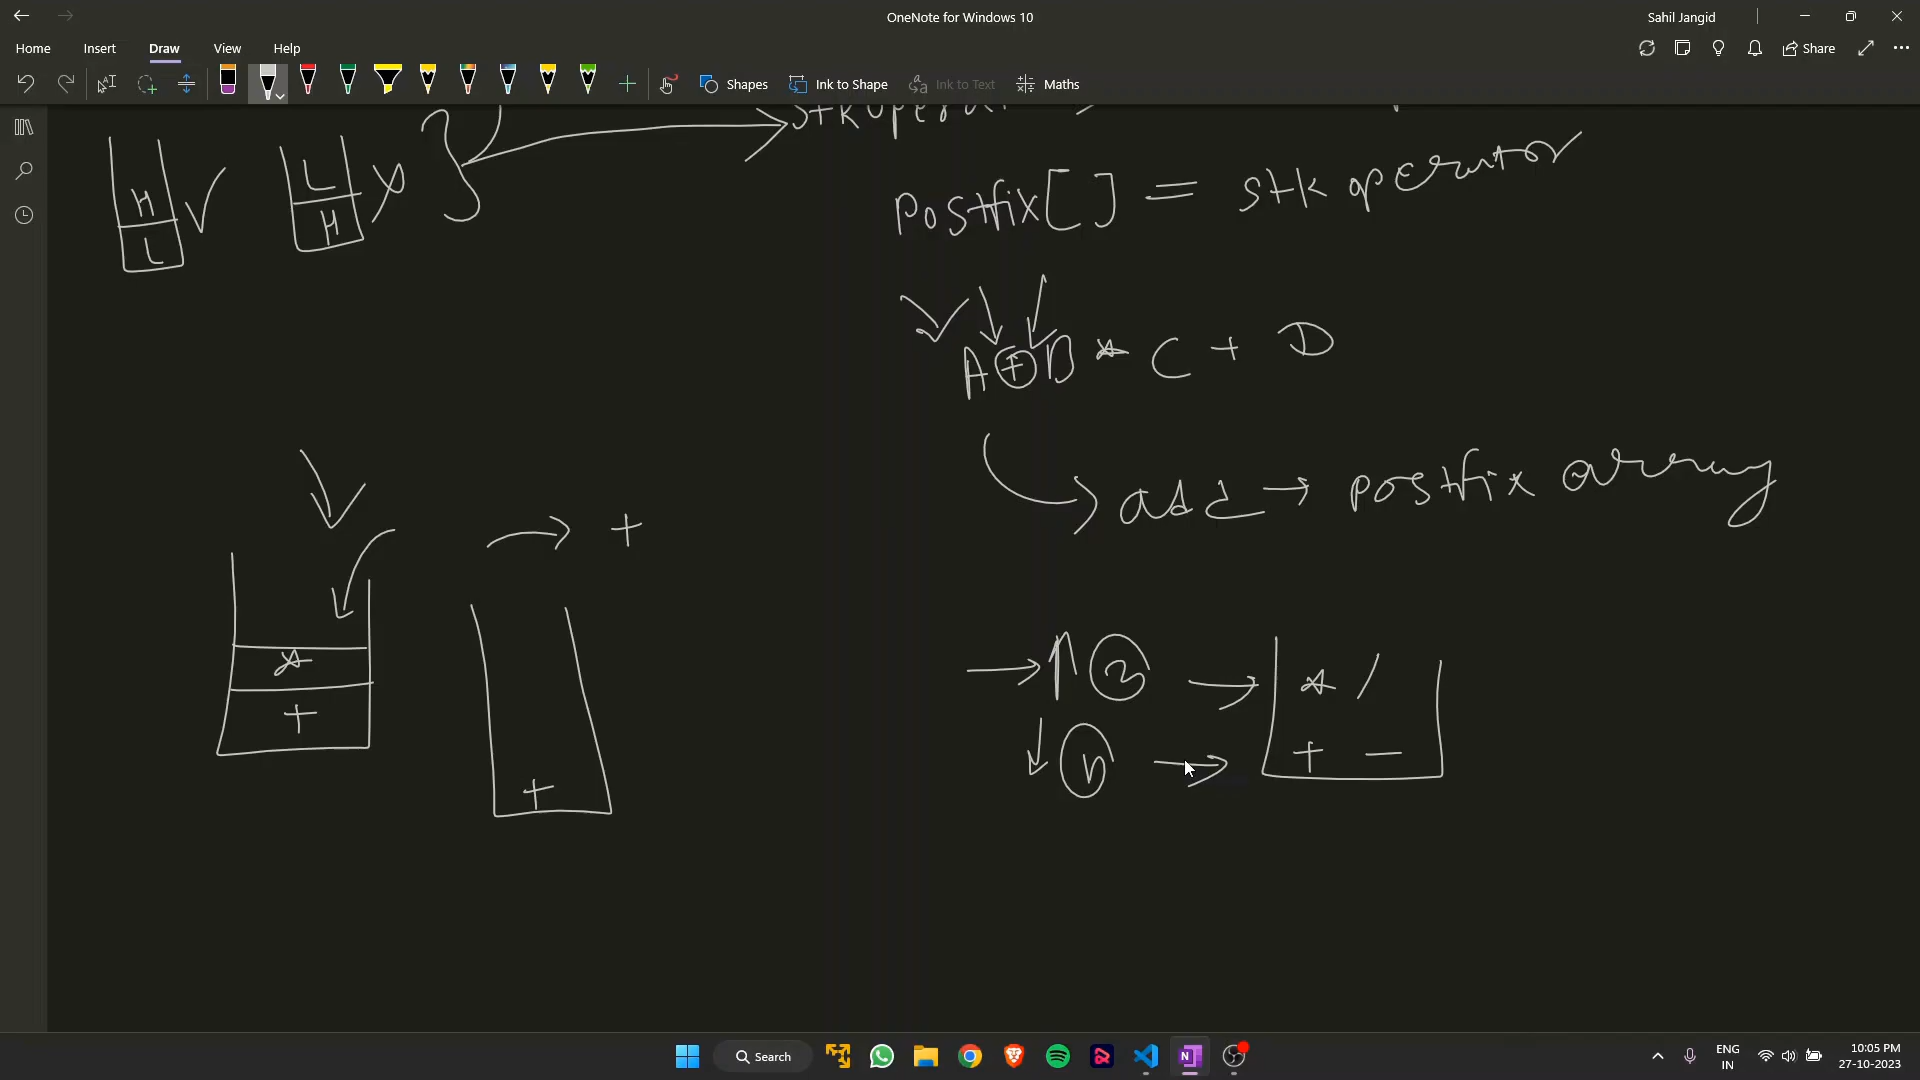 OneNote for Windows 10
Sahil Jangid
Home Insert Draw View Help
Share
Shapes
Ink to Shape
Ink to Text
Maths
H
L
L
H
Postfix[ ] = stk operator
A + B * C + D
add → postfix array
→ +
*
+
+
* /
+ -
Search
ENG
IN
10:05 PM
27-10-2023